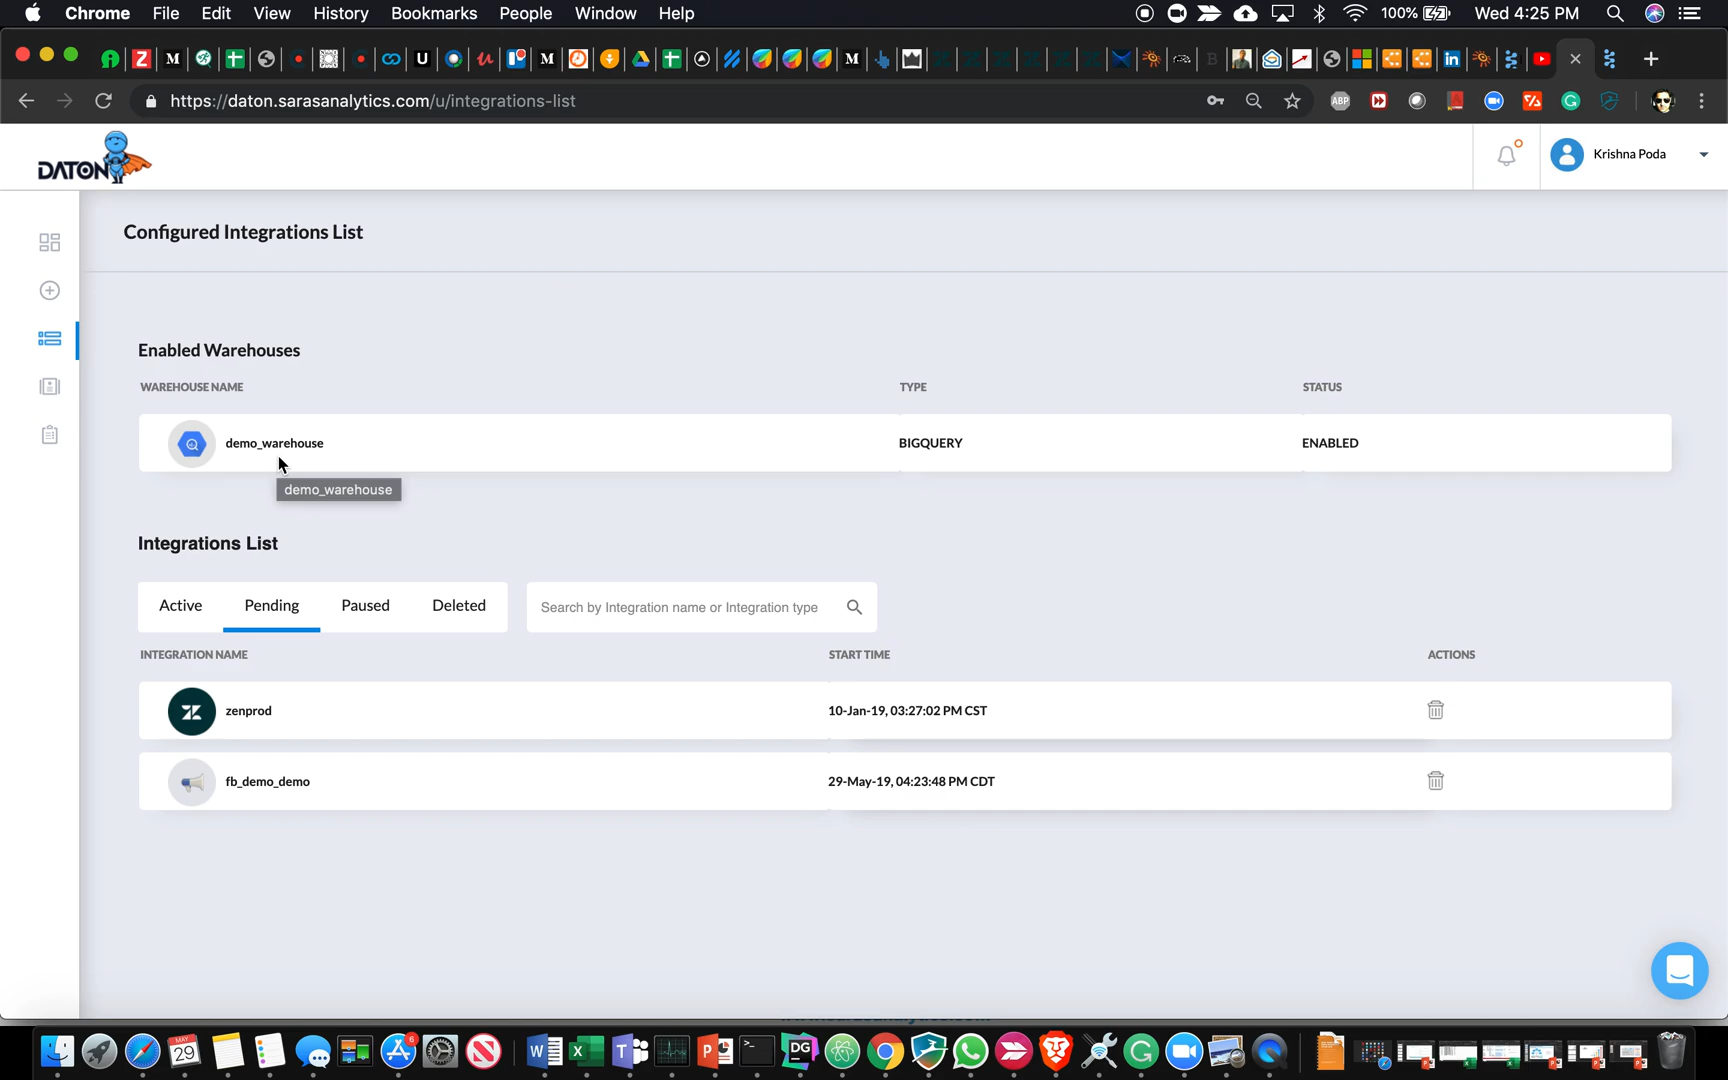 Chrome File Edit View History Bookmarks People Window Help 100% Wed 4:25 PM
https://daton.sarasanalytics.com/u/integrations-list
DATON
Krishna Poda
Configured Integrations List
Enabled Warehouses
WAREHOUSE NAME TYPE STATUS
demo_warehouse BIGQUERY ENABLED
demo_warehouse
Integrations List
Active Pending Paused Deleted Search by Integration name or Integration type
INTEGRATION NAME START TIME ACTIONS
zenprod 10-Jan-19, 03:27:02 PM CST
fb_demo_demo 29-May-19, 04:23:48 PM CDT